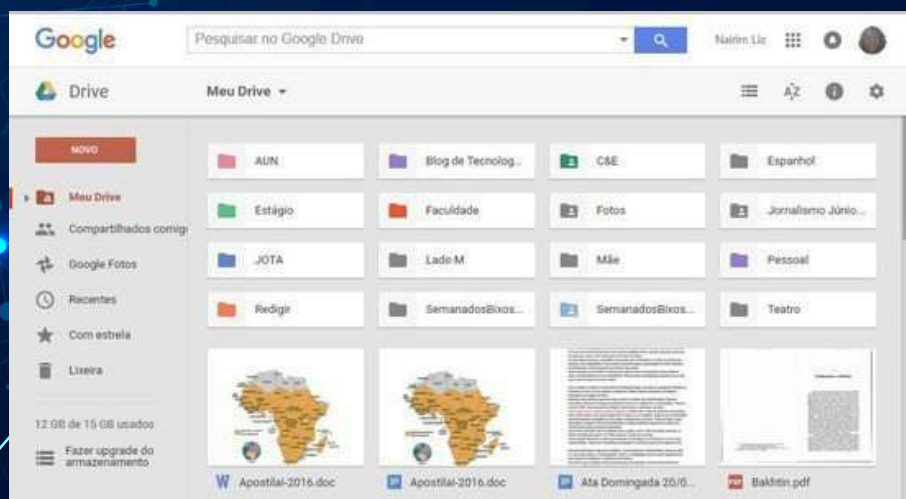 Google
Pesquisar no Google Drive
Nairim Liz
Drive
Meu Drive
NOVO
Meu Drive
Compartilhados comig
Google Fotos
Recentes
Com estrela
Lixeira
12 GB de 15 GB usados
Fazer upgrade do
armazenamento
AUN
Blog de Tecnolog...
C&E
Espanhol
Estágio
Faculdade
Fotos
Jornalismo Júnio...
JOTA
Lado M
Mãe
Pessoal
Redigir
SemanadosBixos...
SemanadosBixos...
Teatro
W Apostilal-2016.doc
Apostilal-2016.doc
Ata Domingada 20/0...
PDF Bakhtin.pdf